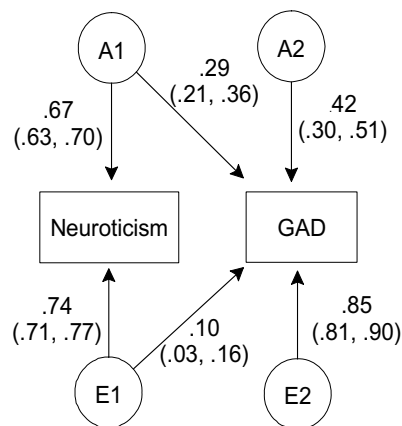 A1
A2
.29
(.21, .36)
.67
(.63, .70)
.42
(.30, .51)
Neuroticism
GAD
.74
(.71, .77)
.10
(.03, .16)
.85
(.81, .90)
E1
E2